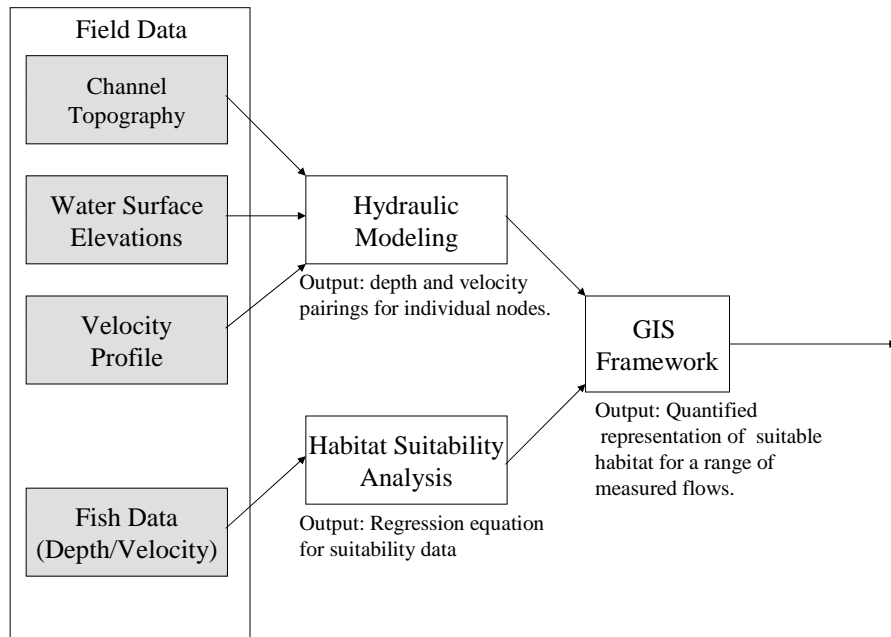 Field Data
Channel
Topography
Water Surface
Elevations
Velocity
Profile
Fish Data
(Depth/Velocity)
Hydraulic
Modeling
Output: depth and velocity
pairings for individual nodes.
Habitat Suitability
Analysis
Output: Regression equation
for suitability data
GIS
Framework
Output: Quantified
representation of suitable
habitat for a range of
measured flows.